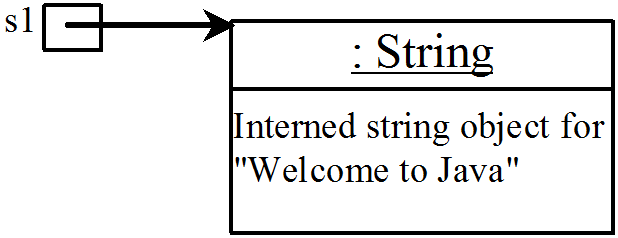 s1
: String
Interned string object for
"Welcome to Java"